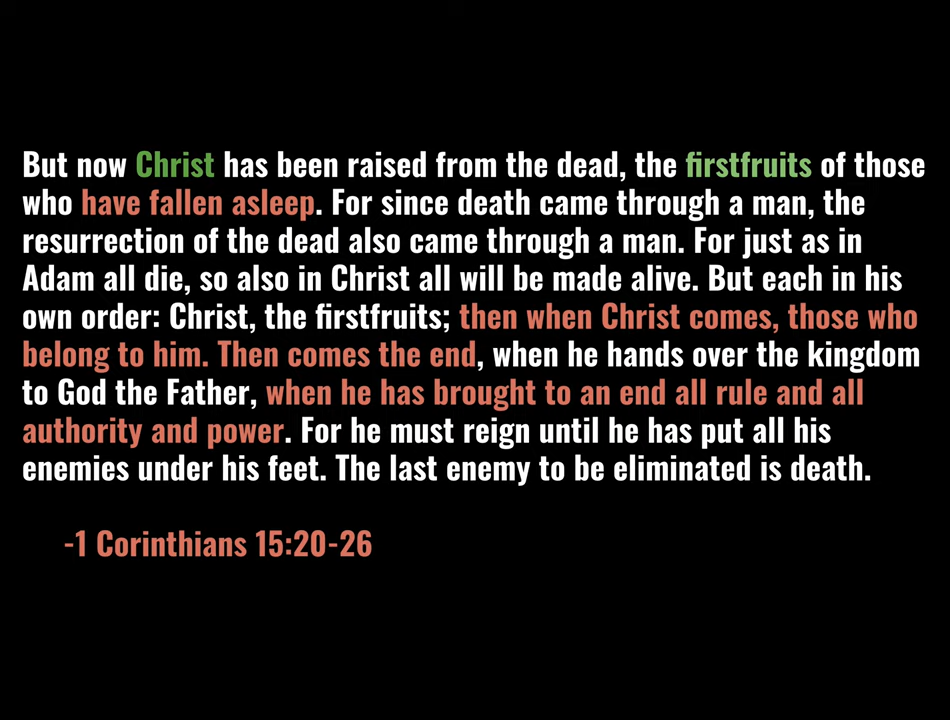 But now Christ has been raised from the dead, the firstfruits of those
who have fallen asleep. For since death came through a man, the
resurrection of the dead also came through a man. For just as in
Adam all die, so also in Christ all will be made alive. But each in his
own order: Christ, the firstfruits; then when Christ comes, those who
belong to him. Then comes the end, when he hands over the kingdom
to God the Father, when he has brought to an end all rule and all
authority and power. For he must reign until he has put all his
enemies under his feet. The last enemy to be eliminated is death.
-1 Corinthians 15:20-26